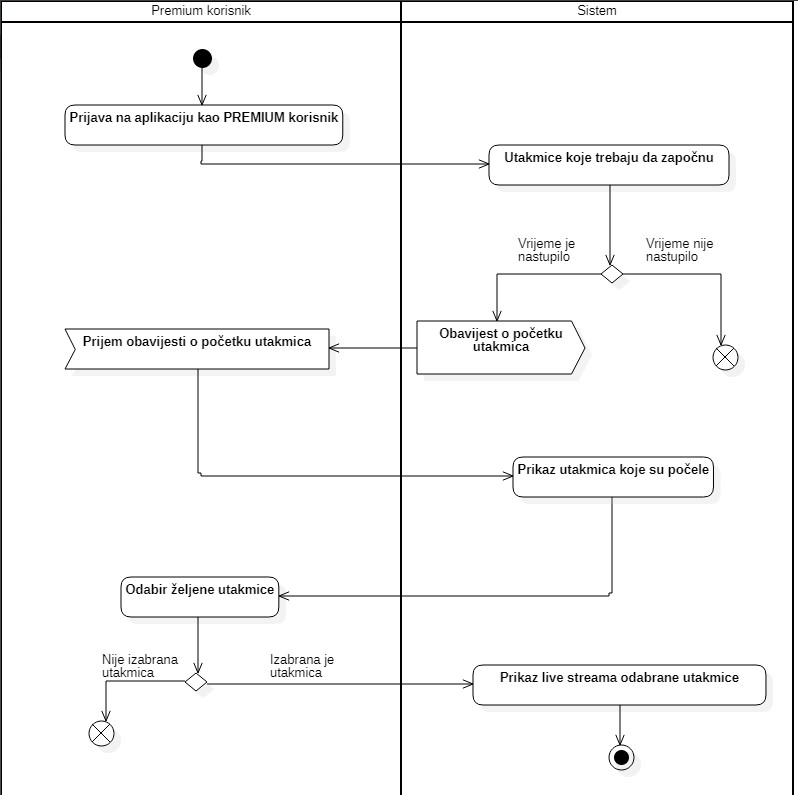 Premium korisnik
Sistem
Prijava na aplikaciju kao PREMIUM korisnik
Utakmice koje trebaju da započnu
Vrijeme je
nastupilo
Vrijeme nije
nastupilo
Obavijest o početku
utakmica
Prijem obavijesti o početku utakmica
Prikaz utakmica koje su počele
Odabir željene utakmice
Nije izabrana
utakmica
Izabrana je
utakmica
Prikaz live streama odabrane utakmice